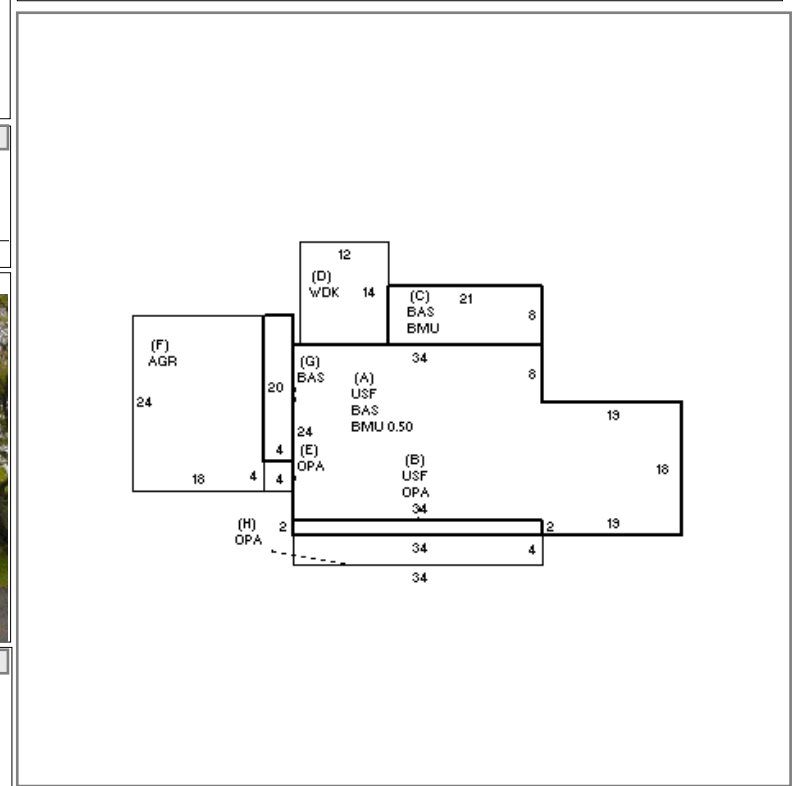 12
(D)
WDK 14
(C) 21
BAS
BMU
8
(F)
AGR
24
18 4
20
4
4
(G)
BAS
34
8
(A)
USF
BAS
BMU 0.50
24
(E)
OPA
(B)
USF
OPA
34
19
18
19
2
(H)
OPA
2
34 4
34